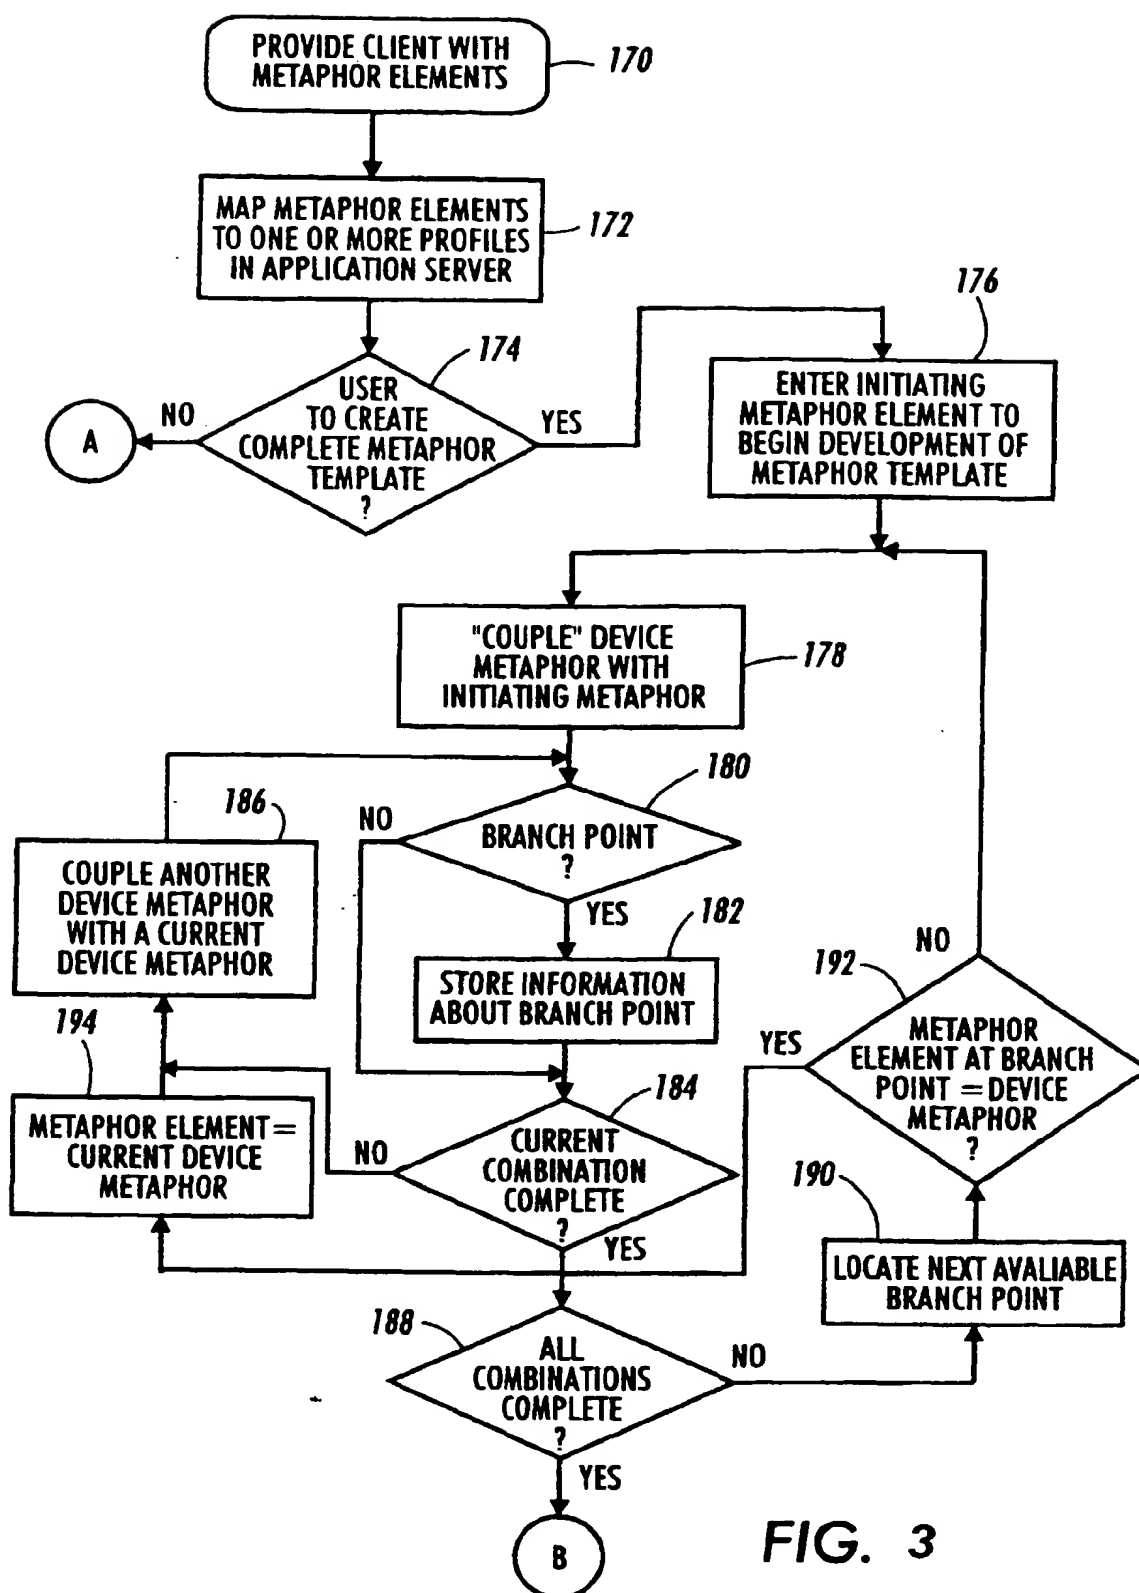 PROVIDE CLIENT WITH
METAPHOR ELEMENTS
170
MAP METAPHOR ELEMENTS
TO ONE OR MORE PROFILES
IN APPLICATION SERVER
172
174
USER
TO CREATE
COMPLETE METAPHOR
TEMPLATE
?
NO
A
YES
176
ENTER INITIATING
METAPHOR ELEMENT TO
BEGIN DEVELOPMENT OF
METAPHOR TEMPLATE
"COUPLE" DEVICE
METAPHOR WITH
INITIATING METAPHOR
178
180
BRANCH POINT
?
NO
YES
182
STORE INFORMATION
ABOUT BRANCH POINT
186
COUPLE ANOTHER
DEVICE METAPHOR
WITH A CURRENT
DEVICE METAPHOR
194
METAPHOR ELEMENT=
CURRENT DEVICE
METAPHOR
184
CURRENT
COMBINATION
COMPLETE
?
NO
YES
192
NO
YES
METAPHOR
ELEMENT AT BRANCH
POINT = DEVICE
METAPHOR
?
190
LOCATE NEXT AVALIABLE
BRANCH POINT
188
ALL
COMBINATIONS
COMPLETE
?
NO
YES
B
FIG. 3